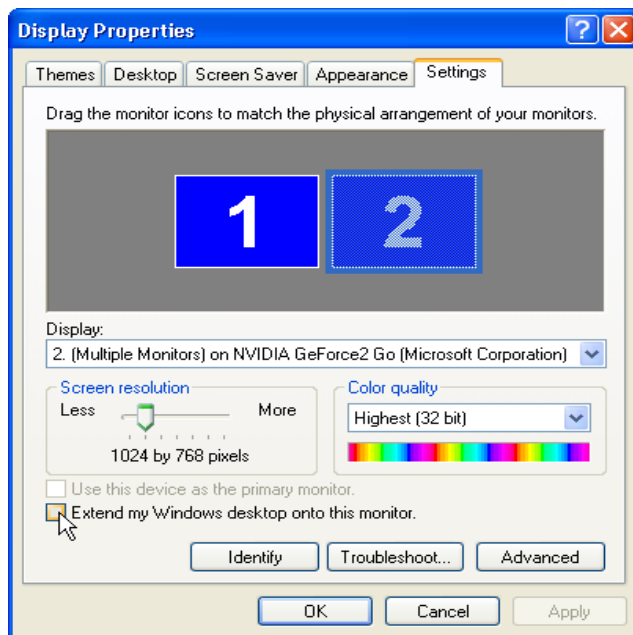 Display Properties
Themes Desktop Screen Saver Appearance Settings
Drag the monitor icons to match the physical arrangement of your monitors.
1 2
Display:
2. (Multiple Monitors) on NVIDIA GeForce2 Go (Microsoft Corporation)
Screen resolution
Less More
1024 by 768 pixels
Color quality
Highest (32 bit)
Use this device as the primary monitor.
Extend my Windows desktop onto this monitor.
Identify Troubleshoot... Advanced
OK Cancel Apply